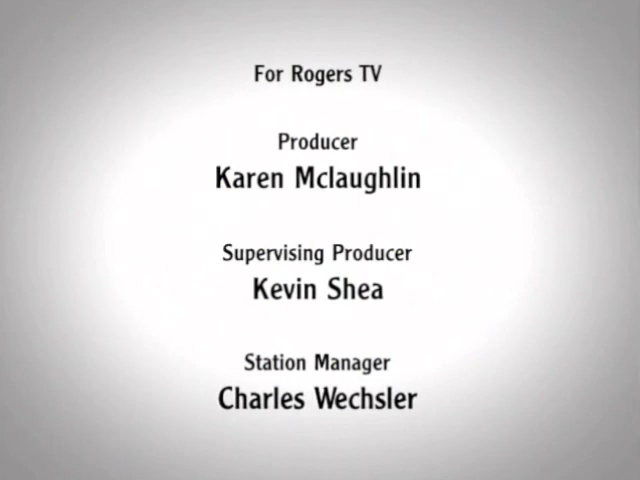 For Rogers TV
Producer
Karen Mclaughlin
Supervising Producer
Kevin Shea
Station Manager
Charles Wechsler